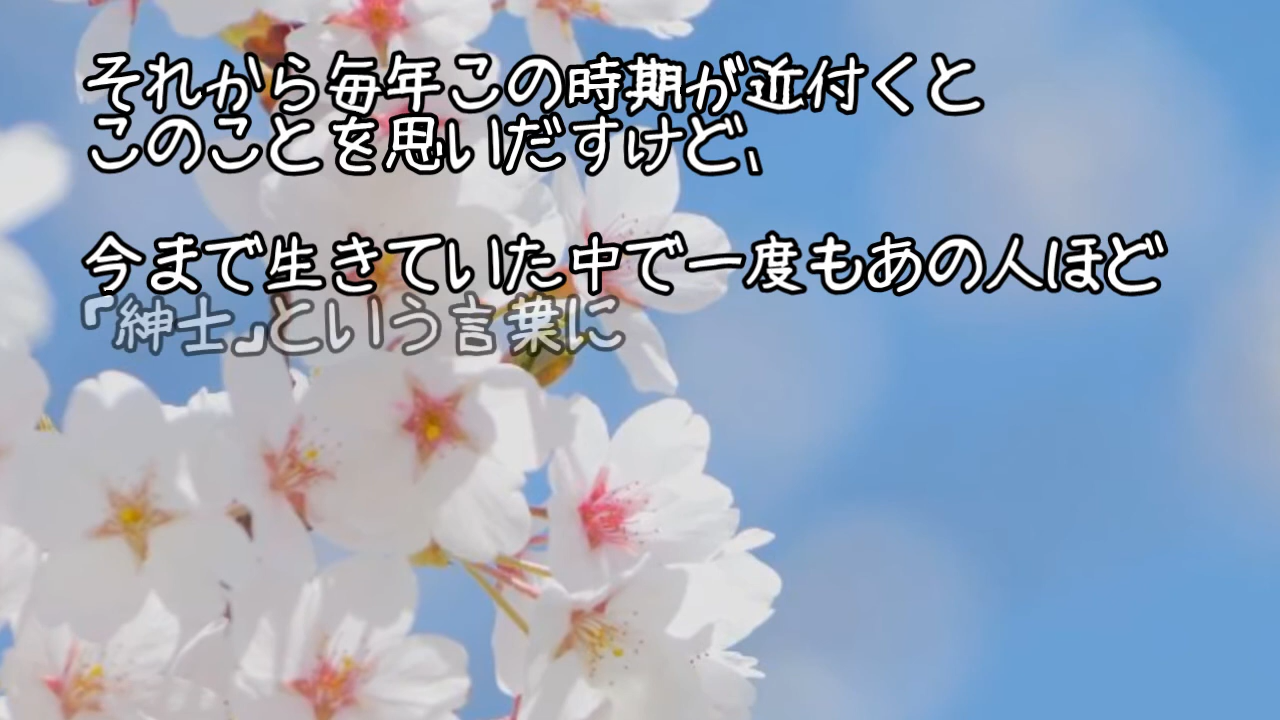 それから毎年この時期が近付くと
このことを思いだすけど、
今まで生きていた中で一度もあの人ほど
「紳士」という言葉に